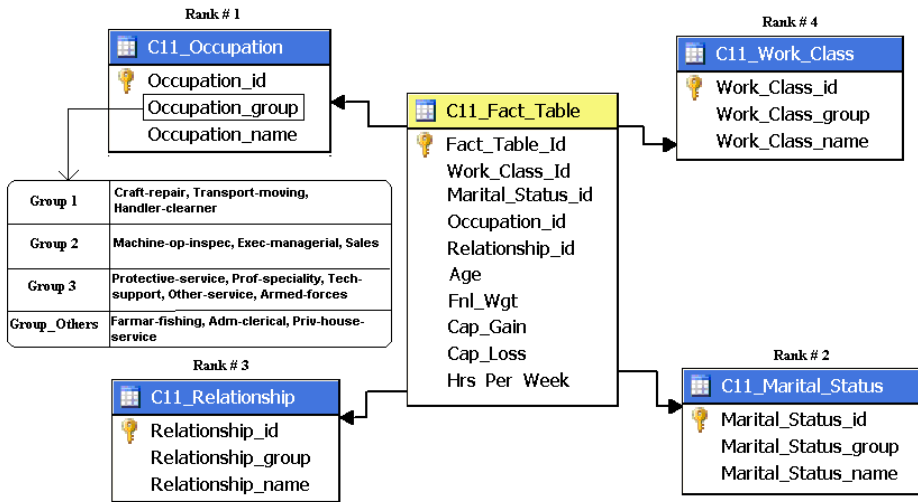 Rank # 1
C11_Occupation
Occupation_id
Occupation_group
Occupation_name
Rank # 4
C11_Work_Class
Work_Class_id
Work_Class_group
Work_Class_name
C11_Fact_Table
Fact_Table_Id
Work_Class_Id
Marital_Status_id
Occupation_id
Relationship_id
Age
Fnl_Wgt
Cap_Gain
Cap_Loss
Hrs Per Week
Group 1
Craft-repair, Transport-moving,
Handler-clearner
Group 2
Machine-op-inspec, Exec-managerial, Sales
Group 3
Protective-service, Prof-speciality, Tech-
support, Other-service, Armed-forces
Group_Others
Farmar-fishing, Adm-clerical, Priv-house-
service
Rank # 3
C11_Relationship
Relationship_id
Relationship_group
Relationship_name
Rank # 2
C11_Marital_Status
Marital_Status_id
Marital_Status_group
Marital_Status_name